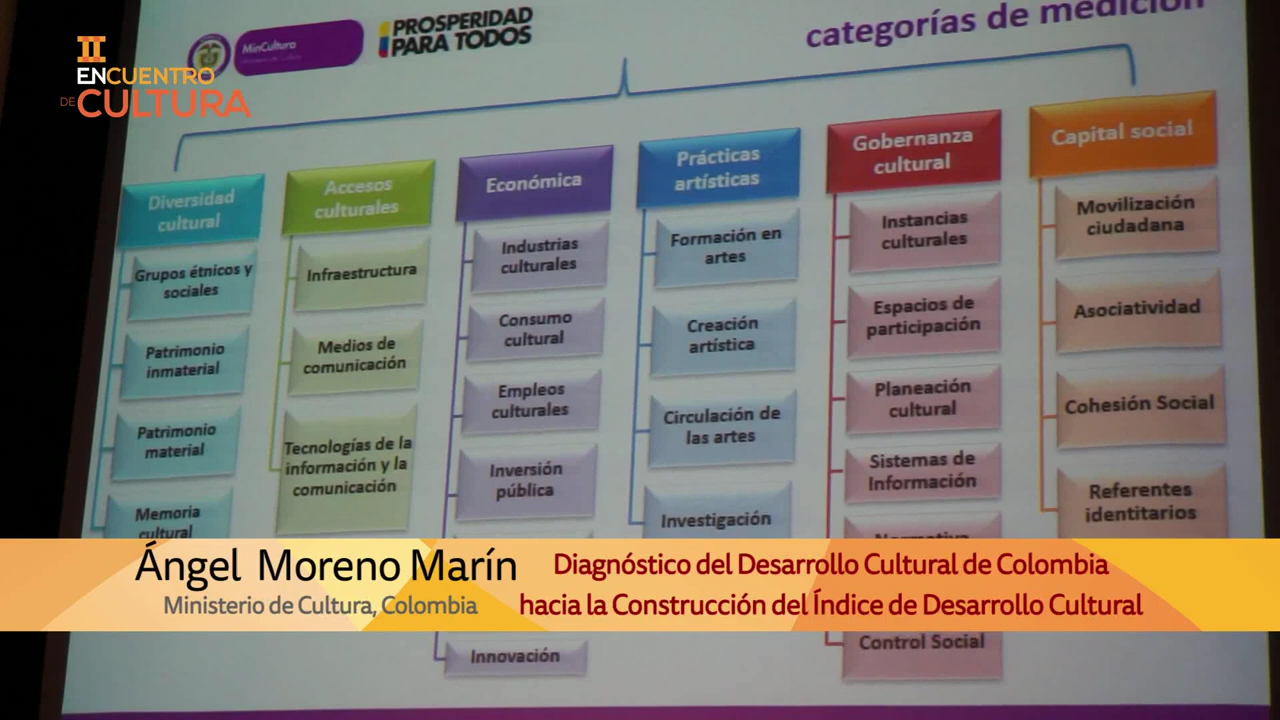 II
ENCUENTRO
DE CULTURA
MinCultura
PROSPERIDAD
PARA TODOS
categorías de medición
Diversidad
cultural
Grupos étnicos y
sociales
Patrimonio
inmaterial
Patrimonio
material
Memoria
cultural
Accesos
culturales
Infraestructura
Medios de
comunicación
Tecnologías de la
información y la
comunicación
Económica
Industrias
culturales
Consumo
cultural
Empleos
culturales
Inversión
pública
Innovación
Prácticas
artísticas
Formación en
artes
Creación
artística
Circulación de
las artes
Investigación
Gobernanza
cultural
Instancias
culturales
Espacios de
participación
Planeación
cultural
Sistemas de
Información
Normativa
Control Social
Capital social
Movilización
ciudadana
Asociatividad
Cohesión Social
Referentes
identitarios
Ángel Moreno Marín
Ministerio de Cultura, Colombia
Diagnóstico del Desarrollo Cultural de Colombia
hacia la Construcción del Índice de Desarrollo Cultural